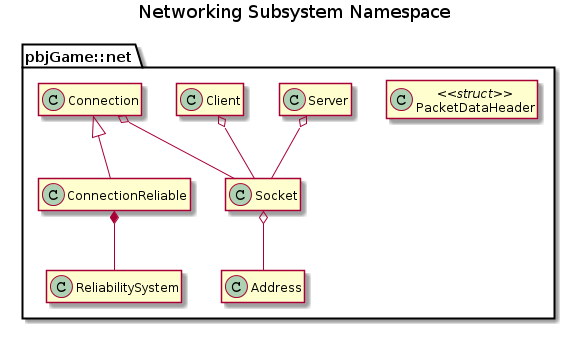 Networking Subsystem Namespace
pbjGame::net
C Connection
C Client
C Server
C <<struct>>
PacketDataHeader
C ConnectionReliable
C Socket
C ReliabilitySystem
C Address